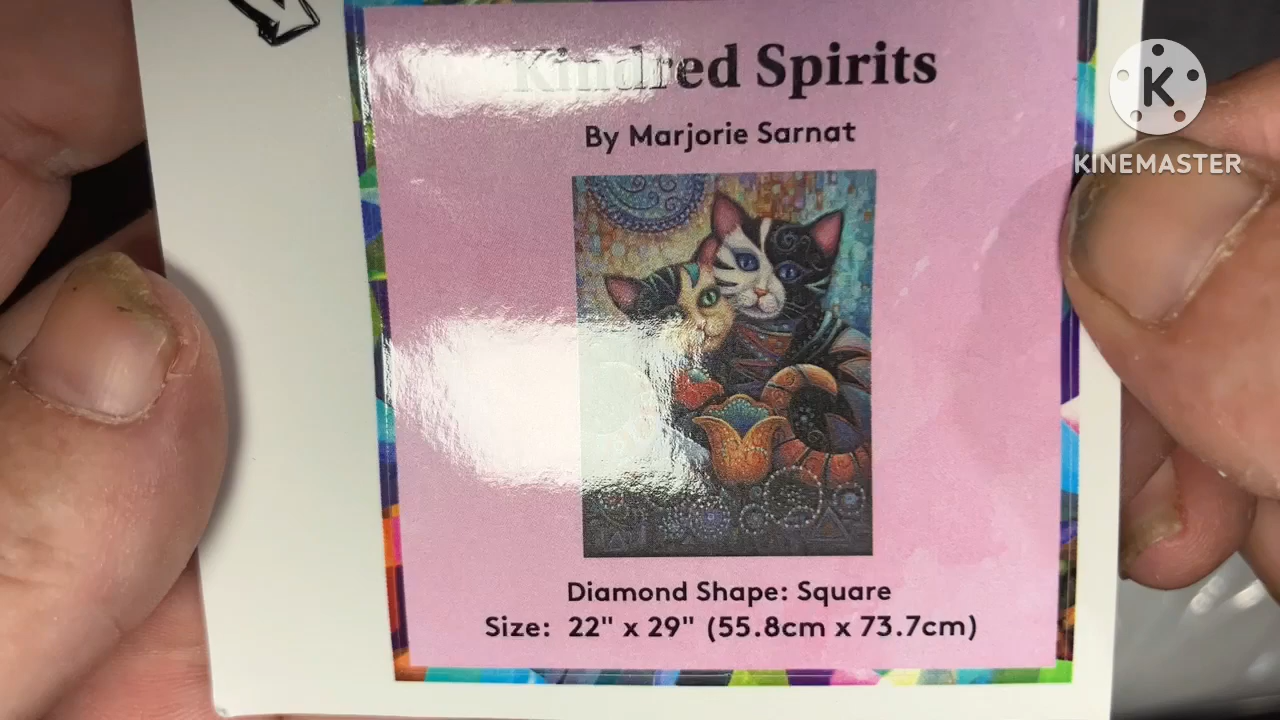 Kindred Spirits
By Marjorie Sarnat
Diamond Shape: Square
Size: 22" x 29" (55.8cm x 73.7cm)
K
KINEMASTER